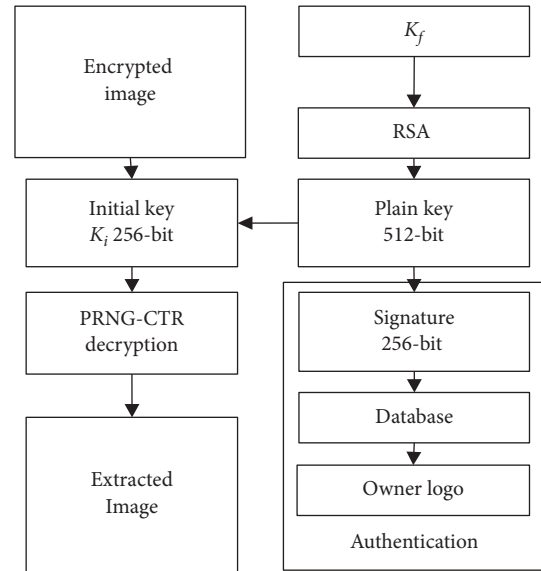 Encrypted
image
Initial key
K_i 256-bit
PRNG-CTR
decryption
Extracted
Image
K_f
RSA
Plain key
512-bit
Signature
256-bit
Database
Owner logo
Authentication